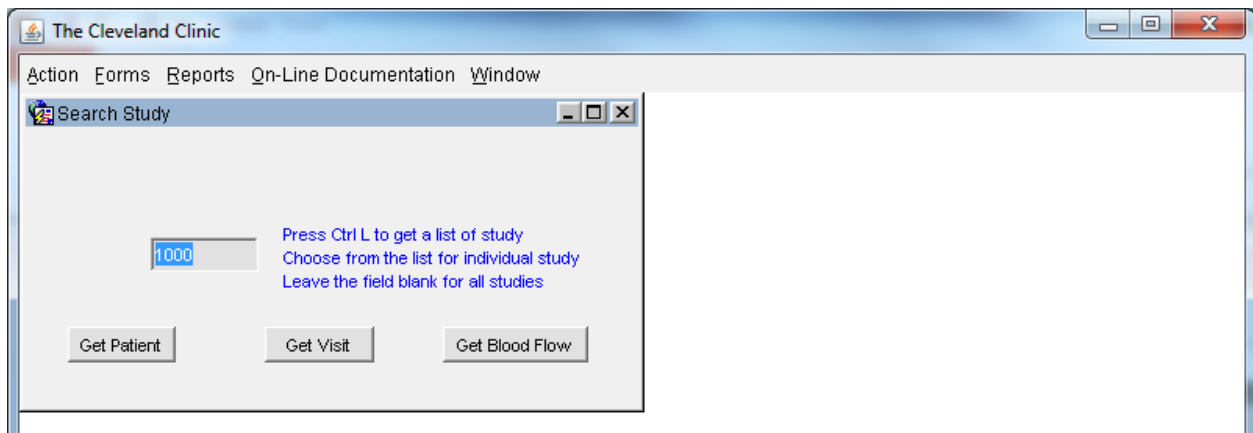 The Cleveland Clinic
Action Forms Reports On-Line Documentation Window
Search Study
1000
Press Ctrl L to get a list of study
Choose from the list for individual study
Leave the field blank for all studies
Get Patient Get Visit Get Blood Flow